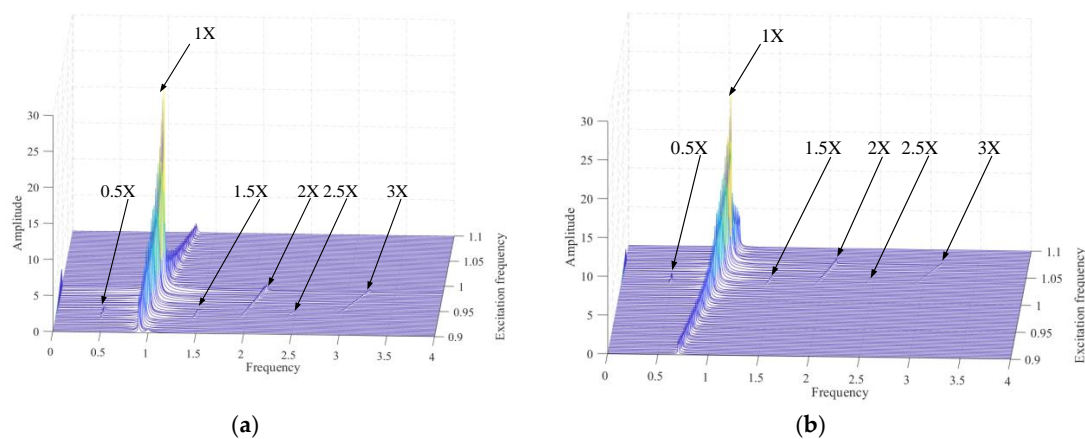 1X
30
25
20
15
10
5
0
Amplitude
0.5X
1.5X
2X
2.5X
3X
1.1
1.05
1
0.95
0.9
Excitation frequency
0
0.5
1
1.5
2
2.5
3
3.5
4
Frequency
(a)
1X
30
25
20
15
10
5
0
Amplitude
0.5X
1.5X
2X
2.5X
3X
1.1
1.05
1
0.95
0.9
Excitation frequency
0
0.5
1
1.5
2
2.5
3
3.5
4
Frequency
(b)